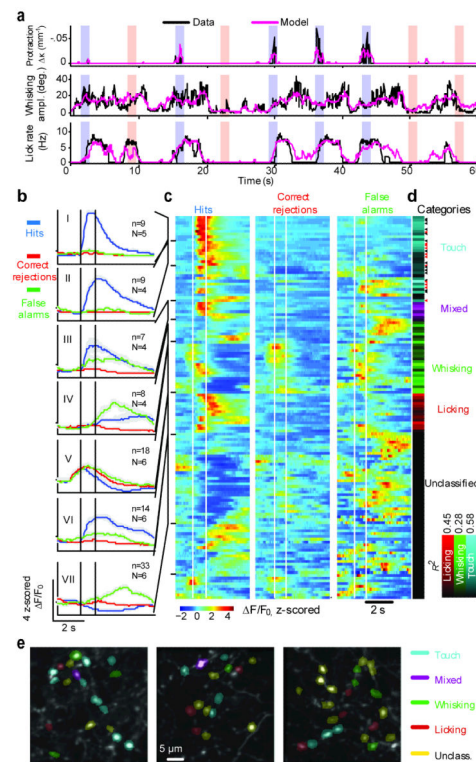 a
Data
Model
Protraction
Δκ (mm⁻¹)
-.05
0
Whisking
ampl. (deg.)
40
20
0
Lick rate
(Hz)
10
5
0
0
10
20
30
40
50
60
Time (s)
b
Hits
Correct
rejections
False
alarms
I
n=9
N=5
II
n=9
N=4
III
n=7
N=4
IV
n=8
N=4
V
n=18
N=6
VI
n=14
N=6
VII
n=33
N=6
4 z-scored
ΔF/F₀
2 s
c
Hits
Correct
rejections
False
alarms
−2
0
2
4
ΔF/F₀, z-scored
2 s
d
Categories
Touch
Mixed
Whisking
Licking
Unclassified
R²
0.45
0.28
0.58
Licking
Whisking
Touch
e
5 µm
Touch
Mixed
Whisking
Licking
Unclass.